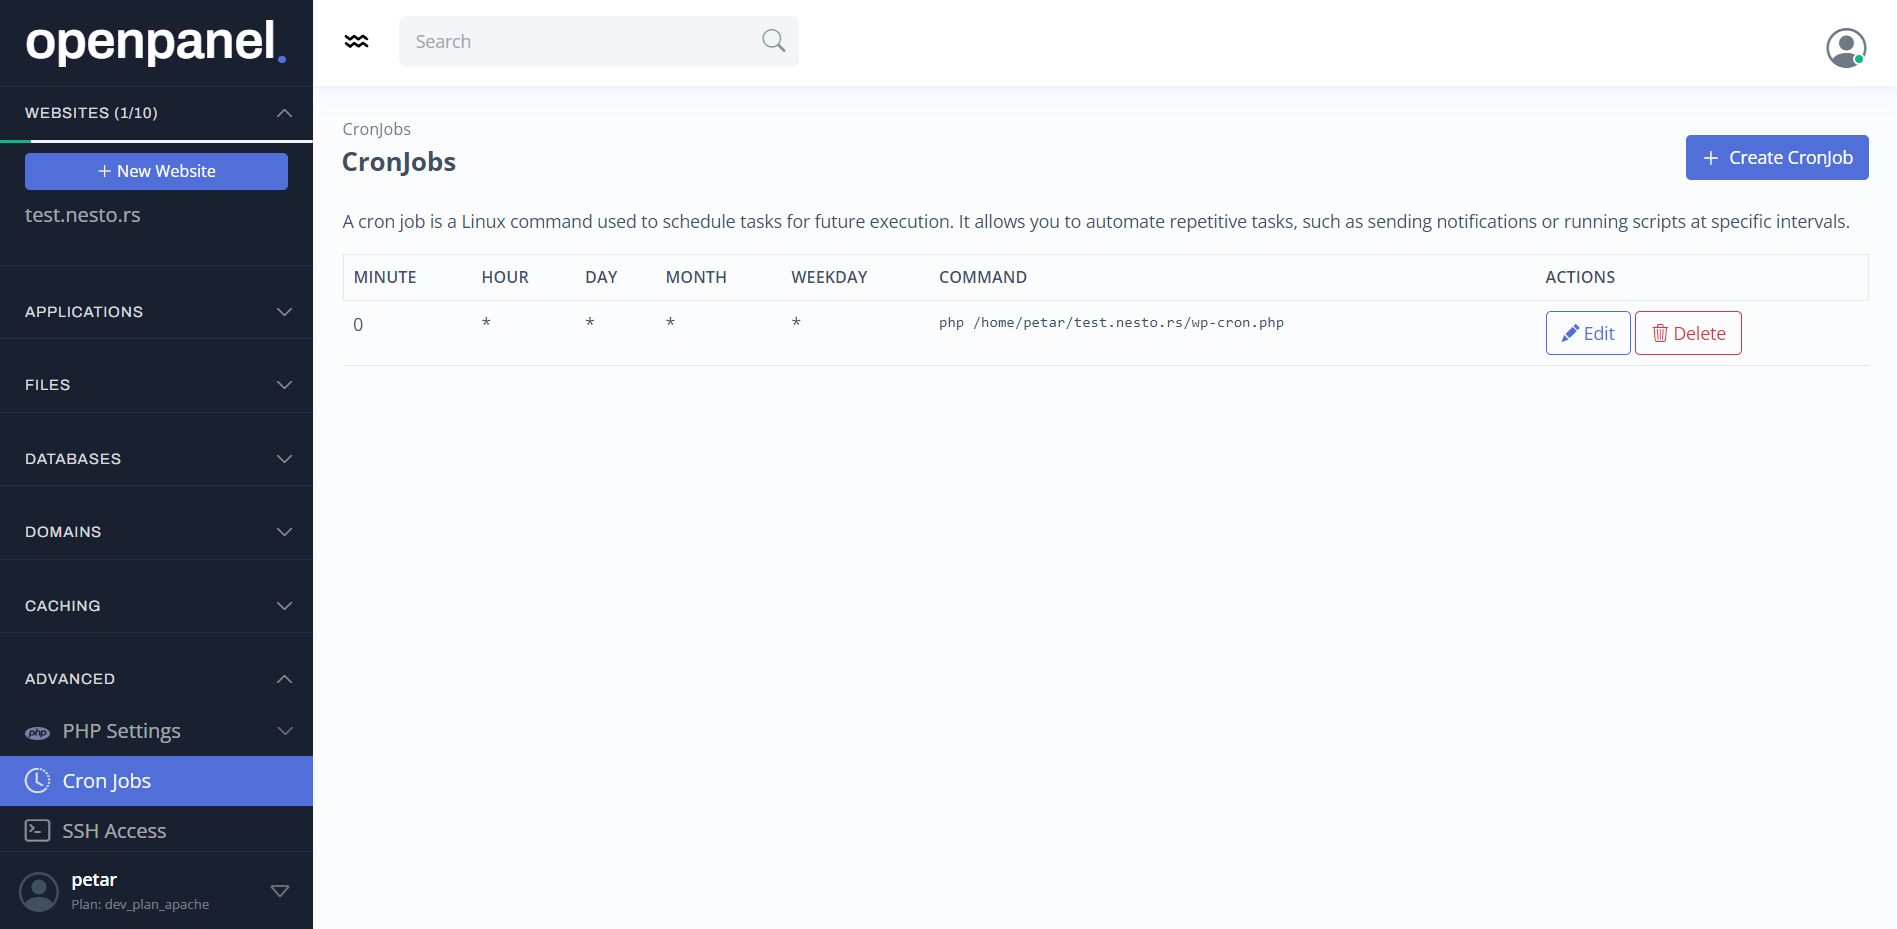 openpanel.
WEBSITES (1/10)
+ New Website
test.nesto.rs
APPLICATIONS
FILES
DATABASES
DOMAINS
CACHING
ADVANCED
php PHP Settings
Cron Jobs
SSH Access
petar
Plan: dev_plan_apache
Search
CronJobs
CronJobs
+ Create CronJob
A cron job is a Linux command used to schedule tasks for future execution. It allows you to automate repetitive tasks, such as sending notifications or running scripts at specific intervals.
MINUTE HOUR DAY MONTH WEEKDAY COMMAND ACTIONS
0 * * * * php /home/petar/test.nesto.rs/wp-cron.php Edit Delete